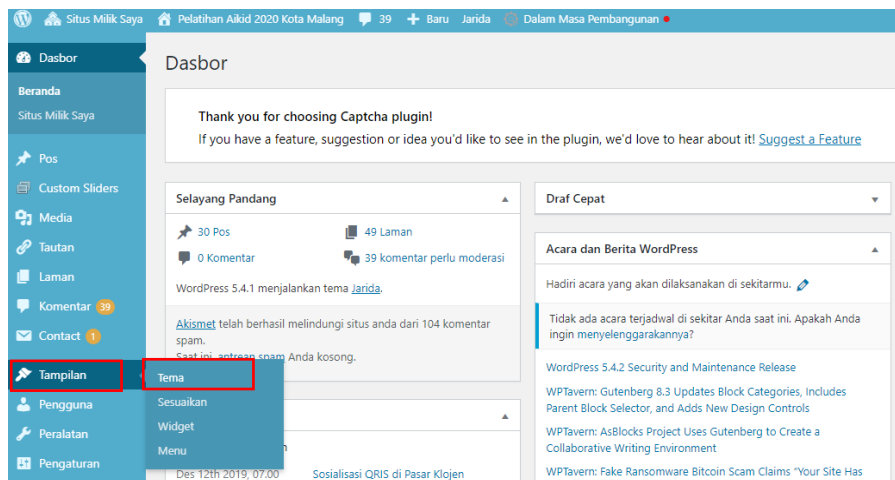 Situs Milik Saya Pelatihan Aikid 2020 Kota Malang 39 Baru Jarida Dalam Masa Pembangunan
Dasbor
Beranda
Situs Milik Saya
Pos
Custom Sliders
Media
Tautan
Laman
Komentar 39
Contact 1
Tampilan
Pengguna
Peralatan
Pengaturan
Tema
Sesuaikan
Widget
Menu
Dasbor
Thank you for choosing Captcha plugin!
If you have a feature, suggestion or idea you'd like to see in the plugin, we'd love to hear about it! Suggest a Feature
Selayang Pandang
30 Pos 49 Laman
0 Komentar 39 komentar perlu moderasi
WordPress 5.4.1 menjalankan tema Jarida.
Akismet telah berhasil melindungi situs anda dari 104 komentar
spam.
Saat ini, antrean spam Anda kosong.
Des 12th 2019, 07.00 Sosialisasi QRIS di Pasar Klojen
Draf Cepat
Acara dan Berita WordPress
Hadiri acara yang akan dilaksanakan di sekitarmu.
Tidak ada acara terjadwal di sekitar Anda saat ini. Apakah Anda
ingin menyelenggarakannya?
WordPress 5.4.2 Security and Maintenance Release
WPTavern: Gutenberg 8.3 Updates Block Categories, Includes
Parent Block Selector, and Adds New Design Controls
WPTavern: AsBlocks Project Uses Gutenberg to Create a
Collaborative Writing Environment
WPTavern: Fake Ransomware Bitcoin Scam Claims "Your Site Has